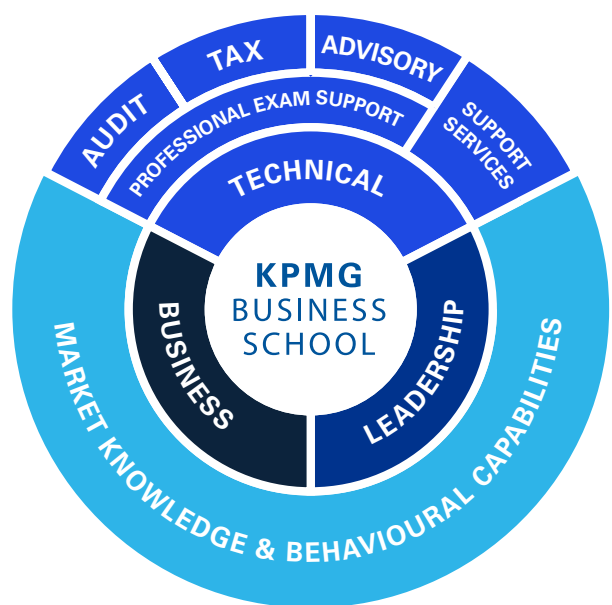 AUDIT
TAX
ADVISORY
SUPPORT
SERVICES
PROFESSIONAL EXAM SUPPORT
TECHNICAL
KPMG
BUSINESS
SCHOOL
BUSINESS
LEADERSHIP
MARKET KNOWLEDGE & BEHAVIOURAL CAPABILITIES